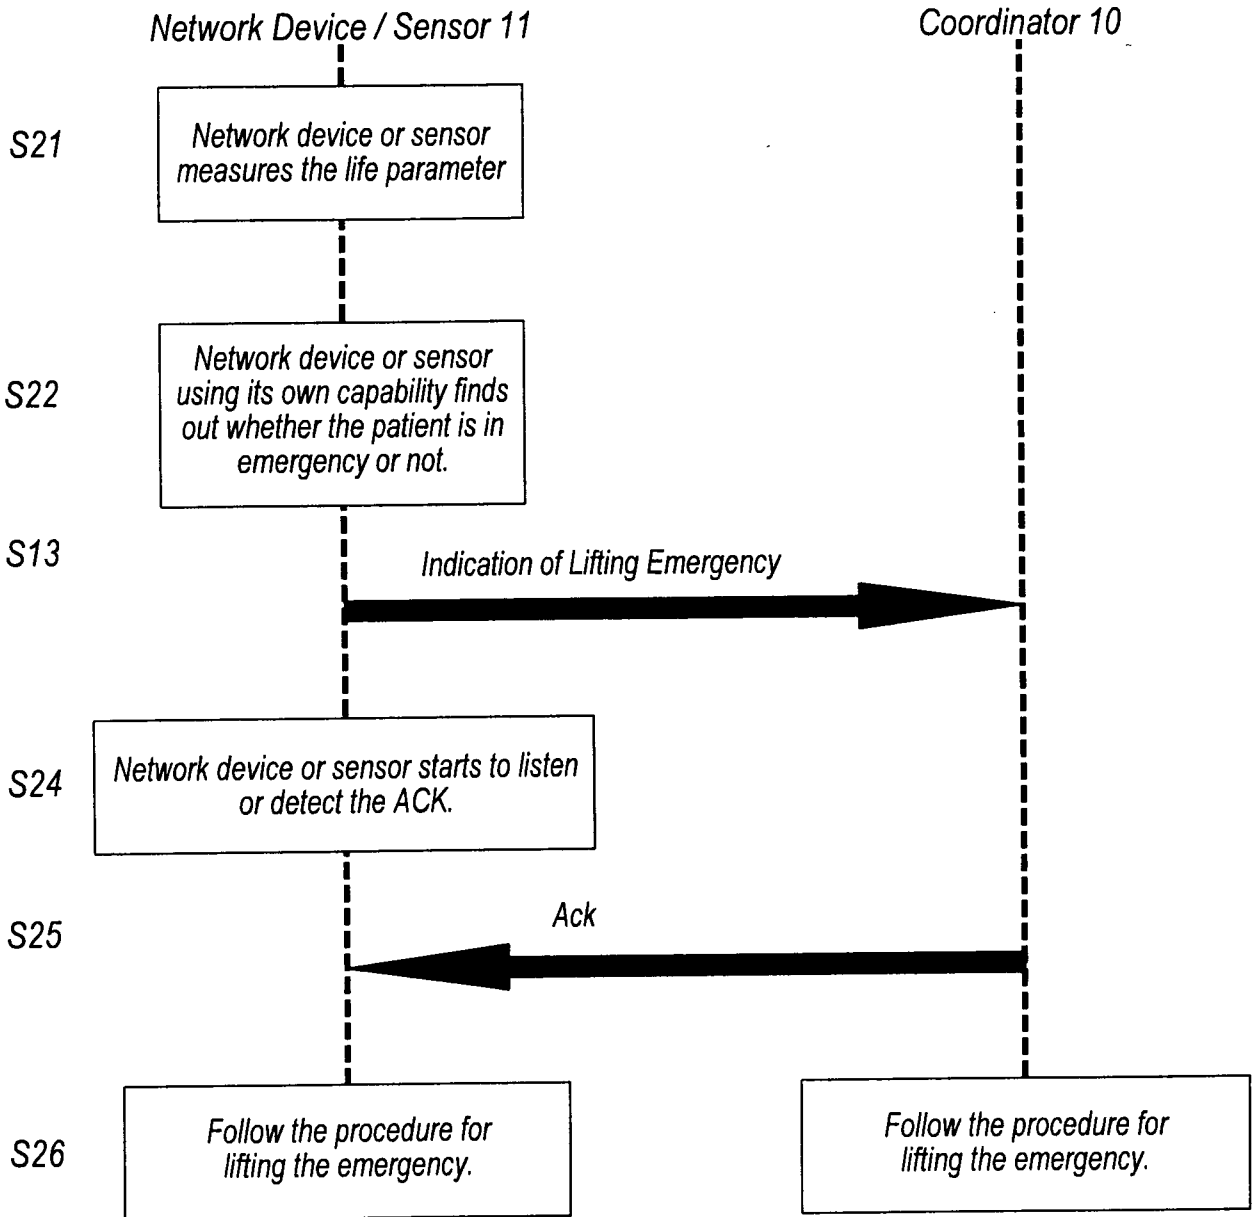 Network Device / Sensor 11
Coordinator 10
S21
Network device or sensor
measures the life parameter
S22
Network device or sensor
using its own capability finds
out whether the patient is in
emergency or not.
S13
Indication of Lifting Emergency
S24
Network device or sensor starts to listen
or detect the ACK.
S25
Ack
S26
Follow the procedure for
lifting the emergency.
Follow the procedure for
lifting the emergency.